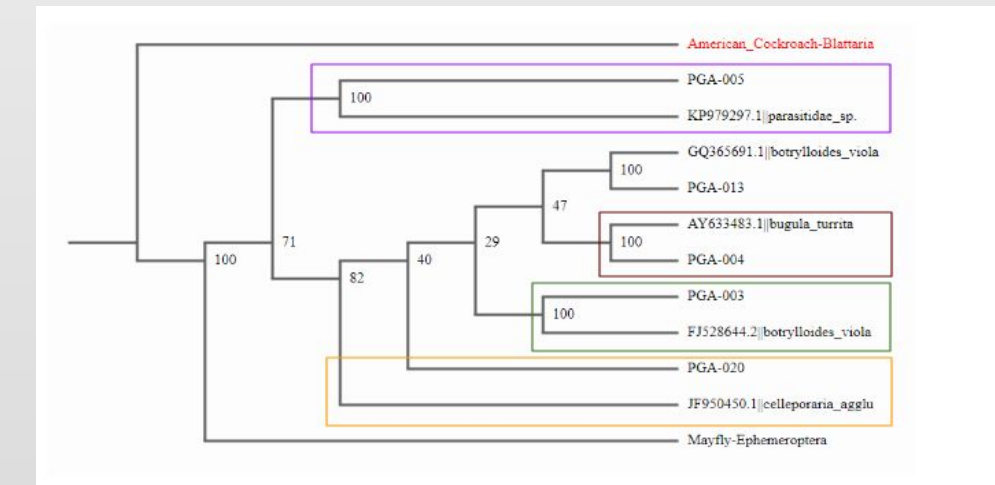 American_Cockroach-Blattaria
PGA-005
100
KP979297.1||parasitidae_sp.
GQ365691.1||botrylloides_viola
100
PGA-013
47
AY633483.1||bugula_turrita
71
29
100
100
40
PGA-004
82
PGA-003
100
FJ528644.2||botrylloides_viola
PGA-020
JF950450.1||celleporaria_agglu
Mayfly-Ephemeroptera